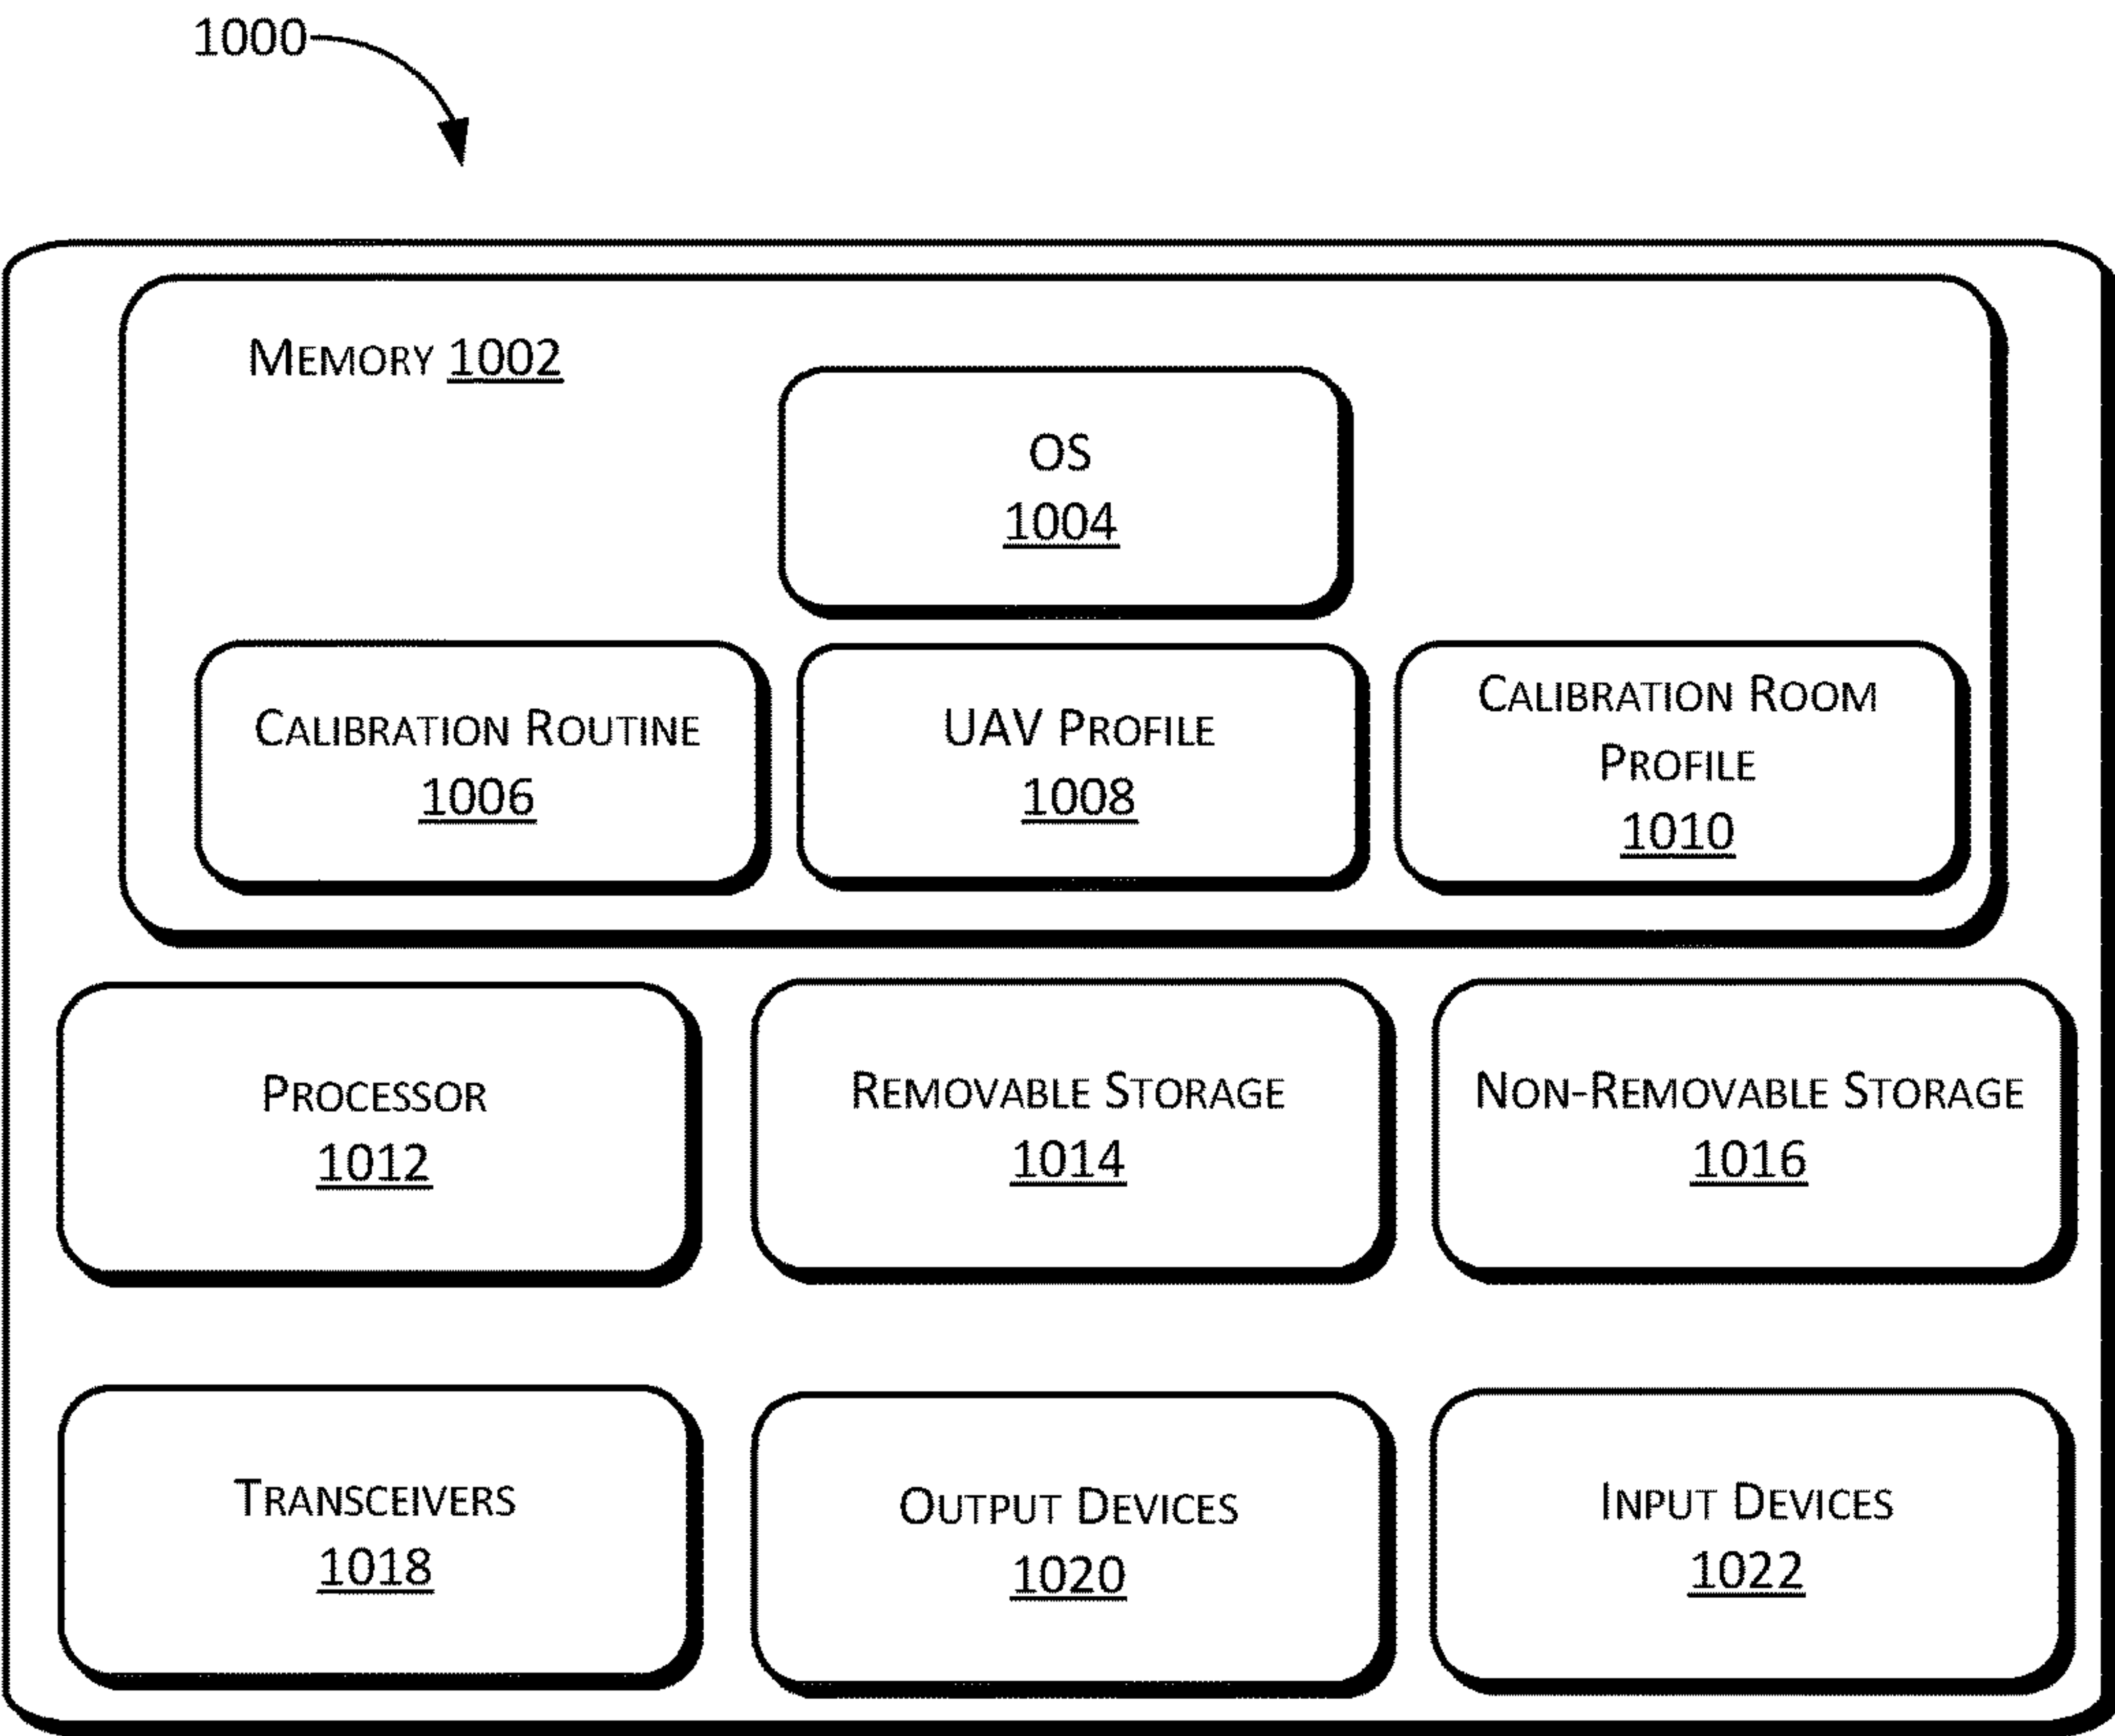 1000
MEMORY 1002
OS
1004
CALIBRATION ROUTINE
1006
UAV PROFILE
1008
CALIBRATION ROOM
PROFILE
1010
PROCESSOR
1012
REMOVABLE STORAGE
1014
NON-REMOVABLE STORAGE
1016
TRANSCEIVERS
1018
OUTPUT DEVICES
1020
INPUT DEVICES
1022